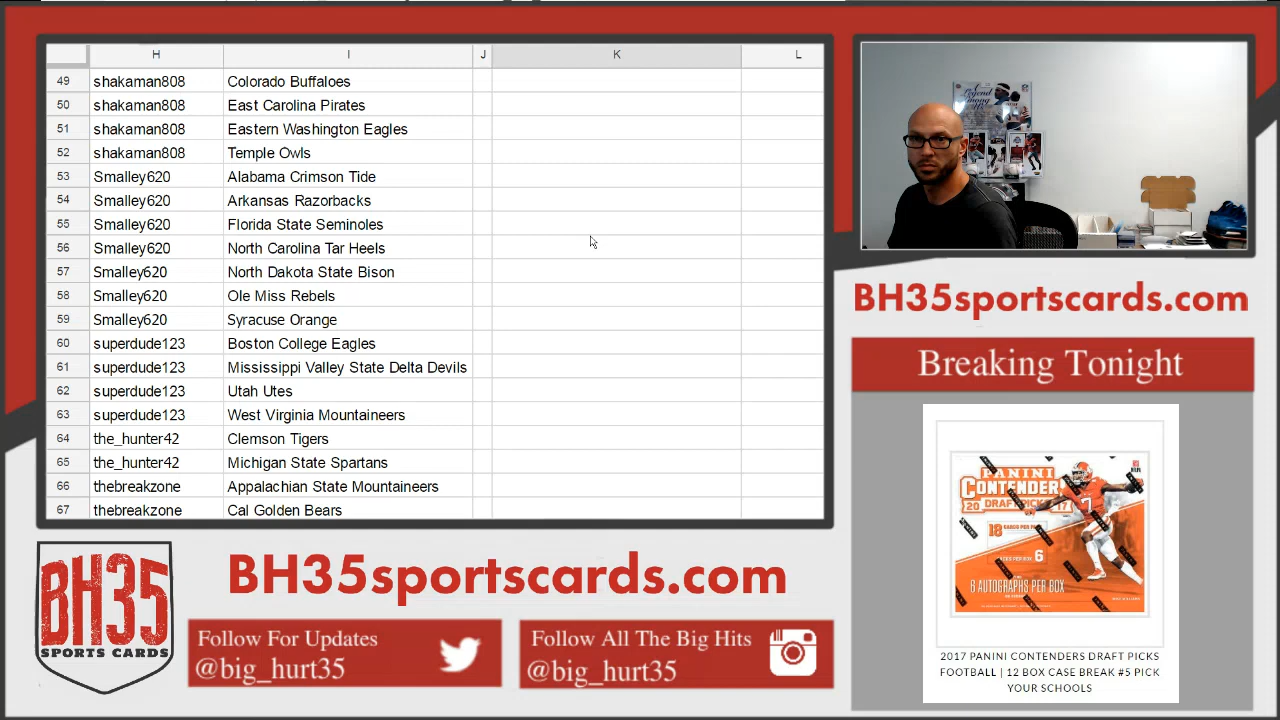 H I J K L
49 shakaman808 Colorado Buffaloes
50 shakaman808 East Carolina Pirates
51 shakaman808 Eastern Washington Eagles
52 shakaman808 Temple Owls
53 Smalley620 Alabama Crimson Tide
54 Smalley620 Arkansas Razorbacks
55 Smalley620 Florida State Seminoles
56 Smalley620 North Carolina Tar Heels
57 Smalley620 North Dakota State Bison
58 Smalley620 Ole Miss Rebels
59 Smalley620 Syracuse Orange
60 superdude123 Boston College Eagles
61 superdude123 Mississippi Valley State Delta Devils
62 superdude123 Utah Utes
63 superdude123 West Virginia Mountaineers
64 the_hunter42 Clemson Tigers
65 the_hunter42 Michigan State Spartans
66 thebreakzone Appalachian State Mountaineers
67 thebreakzone Cal Golden Bears
Legend
Among
BH35sportscards.com
Breaking Tonight
PANINI
CONTENDERS
20 DRAFT PICKS 17
6
6 AUTOGRAPHS PER BOX
2017 PANINI CONTENDERS DRAFT PICKS
FOOTBALL | 12 BOX CASE BREAK #5 PICK
YOUR SCHOOLS
BH35
SPORTS CARDS
BH35sportscards.com
Follow For Updates
@big_hurt35
Follow All The Big Hits
@big_hurt35